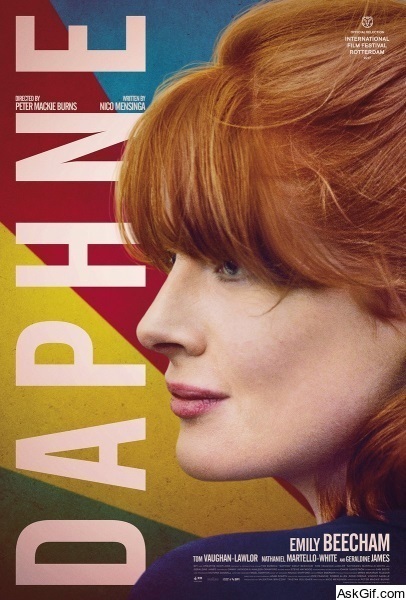 OFFICIAL SELECTION
INTERNATIONAL
FILM FESTIVAL
ROTTERDAM
DIRECTED BY
PETER MACKIE BURNS
WRITTEN BY
NICO MENSINGA
DAPHNE
EMILY BEECHAM
TOM VAUGHAN-LAWLOR NATHANIEL MARTELLO-WHITE AND GERALDINE JAMES
AskGif.com